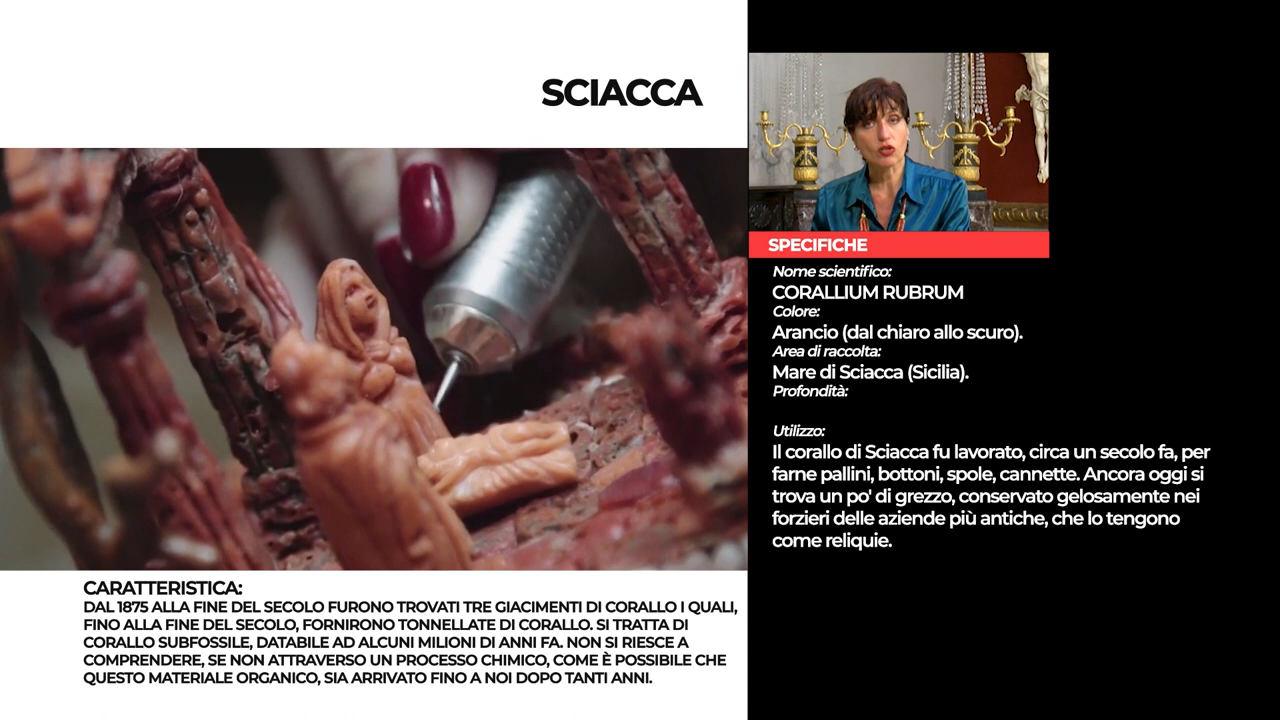 SCIACCA
SPECIFICHE
Nome scientifico:
CORALLIUM RUBRUM
Colore:
Arancio (dal chiaro allo scuro).
Area di raccolta:
Mare di Sciacca (Sicilia).
Profondità:
Utilizzo:
Il corallo di Sciacca fu lavorato, circa un secolo fa, per
farne pallini, bottoni, spole, cannette. Ancora oggi si
trova un po' di grezzo, conservato gelosamente nei
forzieri delle aziende più antiche, che lo tengono
come reliquie.
CARATTERISTICA:
DAL 1875 ALLA FINE DEL SECOLO FURONO TROVATI TRE GIACIMENTI DI CORALLO I QUALI,
FINO ALLA FINE DEL SECOLO, FORNIRONO TONNELLATE DI CORALLO. SI TRATTA DI
CORALLO SUBFOSSILE, DATABILE AD ALCUNI MILIONI DI ANNI FA. NON SI RIESCE A
COMPRENDERE, SE NON ATTRAVERSO UN PROCESSO CHIMICO, COME È POSSIBILE CHE
QUESTO MATERIALE ORGANICO, SIA ARRIVATO FINO A NOI DOPO TANTI ANNI.